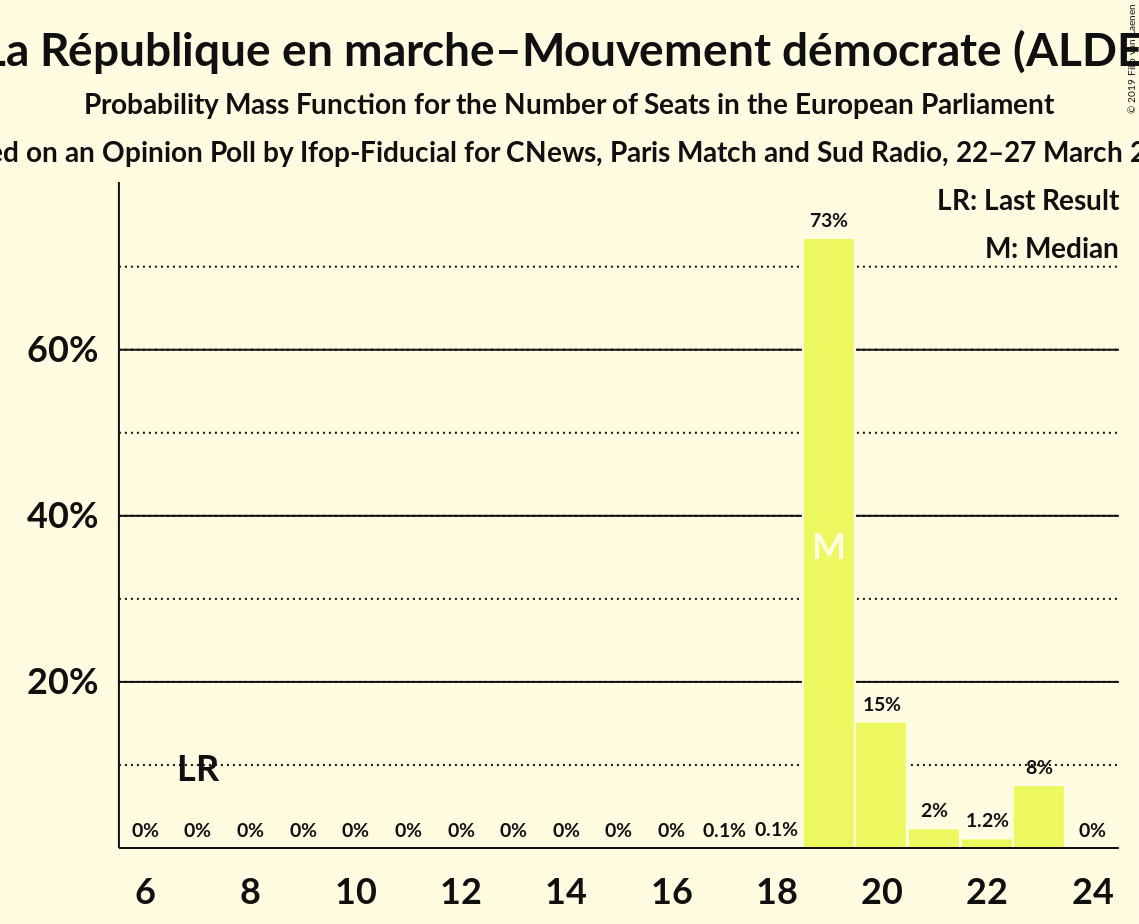 La République en marche–Mouvement démocrate (ALDE
Probability Mass Function for the Number of Seats in the European Parliament
on an Opinion Poll by Ifop-Fiducial for CNews, Paris Match and Sud Radio, 22–27 March
© 2019
LR: Last Result
M: Median
73%
60%
40%
M
20%
15%
LR
8%
2%
1.2%
0% 0% 0% 0% 0% 0% 0% 0% 0% 0% 0% 0.1% 0.1% 0%
6 8 10 12 14 16 18 20 22 24